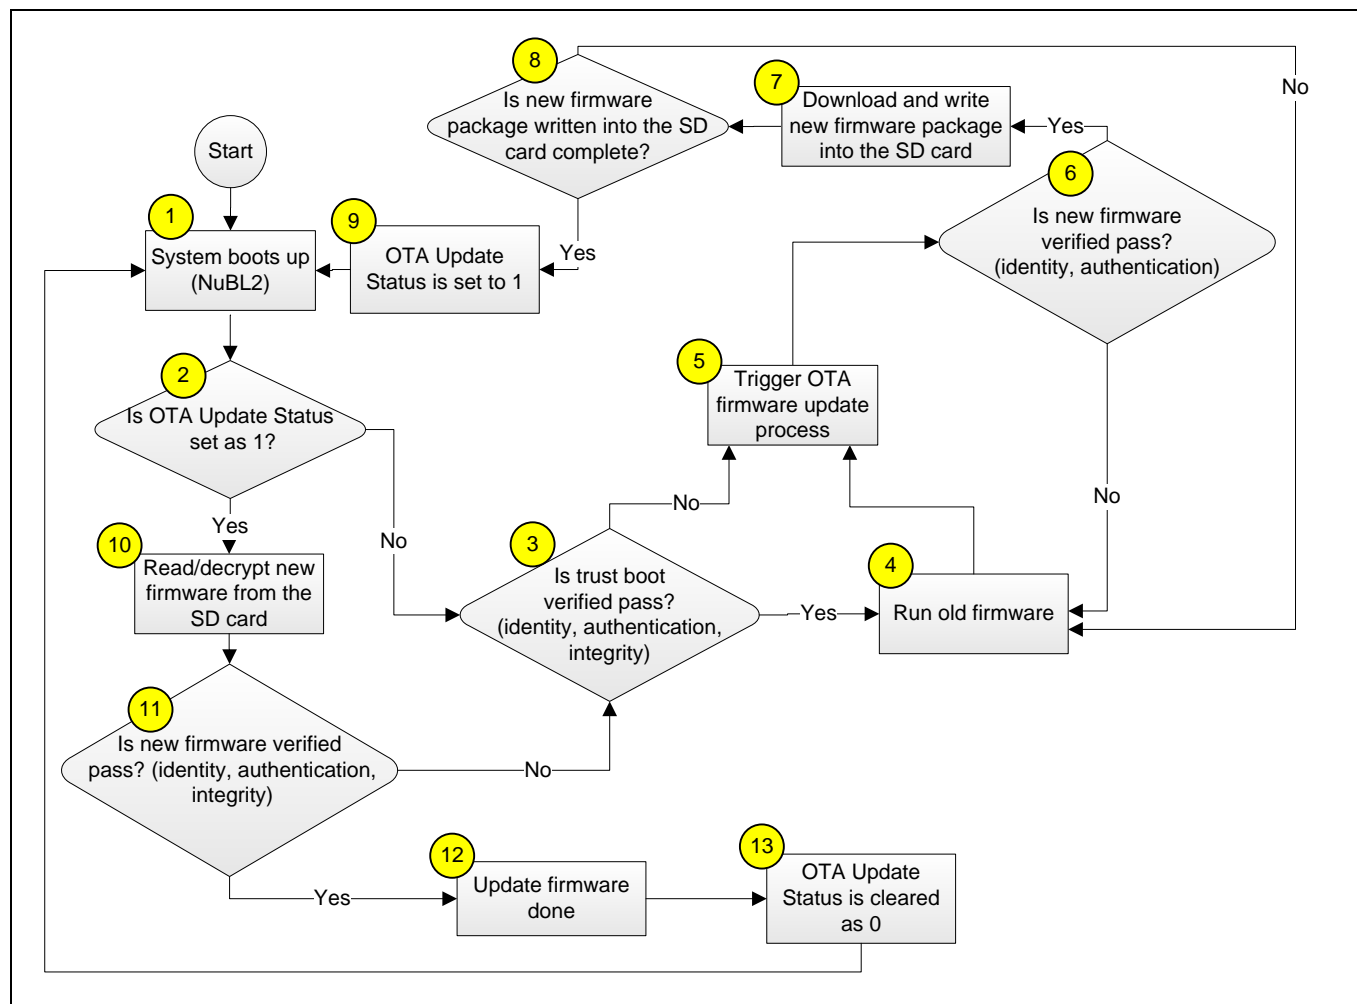 8
Is new firmware
package written into the SD
card complete?
7
Download and write
new firmware package
into the SD card
Yes
No
Start
6
Is new firmware
verified pass?
(identity, authentication)
1
System boots up
(NuBL2)
9
OTA Update
Status is set to 1
Yes
2
Is OTA Update Status
set as 1?
5
Trigger OTA
firmware update
process
Yes
No
No
No
10
Read/decrypt new
firmware from the
SD card
3
Is trust boot
verified pass?
(identity, authentication,
integrity)
Yes
4
Run old firmware
11
Is new firmware verified
pass? (identity, authentication,
integrity)
No
Yes
12
Update firmware
done
13
OTA Update
Status is cleared
as 0